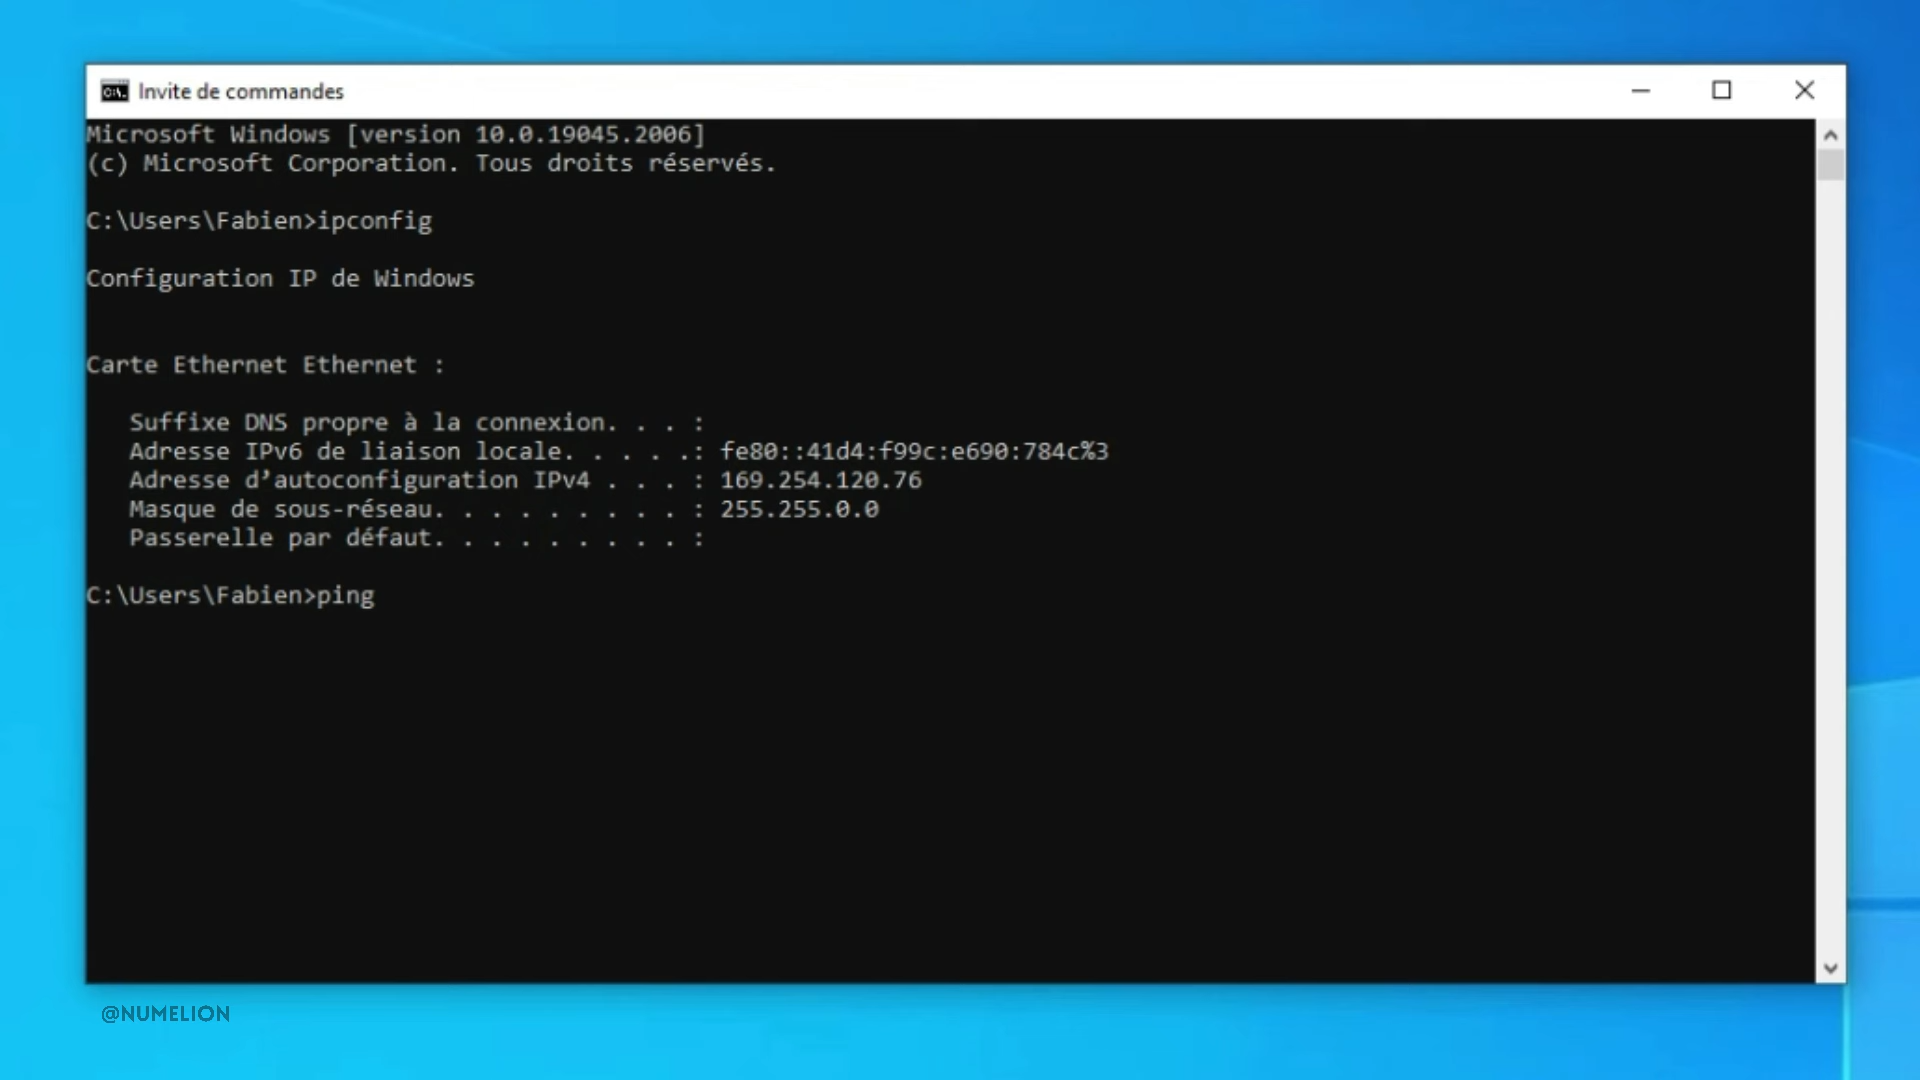 Invite de commandes
Microsoft Windows [version 10.0.19045.2006]
(c) Microsoft Corporation. Tous droits réservés.
C:\Users\Fabien>ipconfig
Configuration IP de Windows
Carte Ethernet Ethernet :
Suffixe DNS propre à la connexion. . . :
Adresse IPv6 de liaison locale. . . . .: fe80::41d4:f99c:e690:784c%3
Adresse d’autoconfiguration IPv4 . . . : 169.254.120.76
Masque de sous-réseau. . . . . . . . . : 255.255.0.0
Passerelle par défaut. . . . . . . . . :
C:\Users\Fabien>ping
@NUMELION